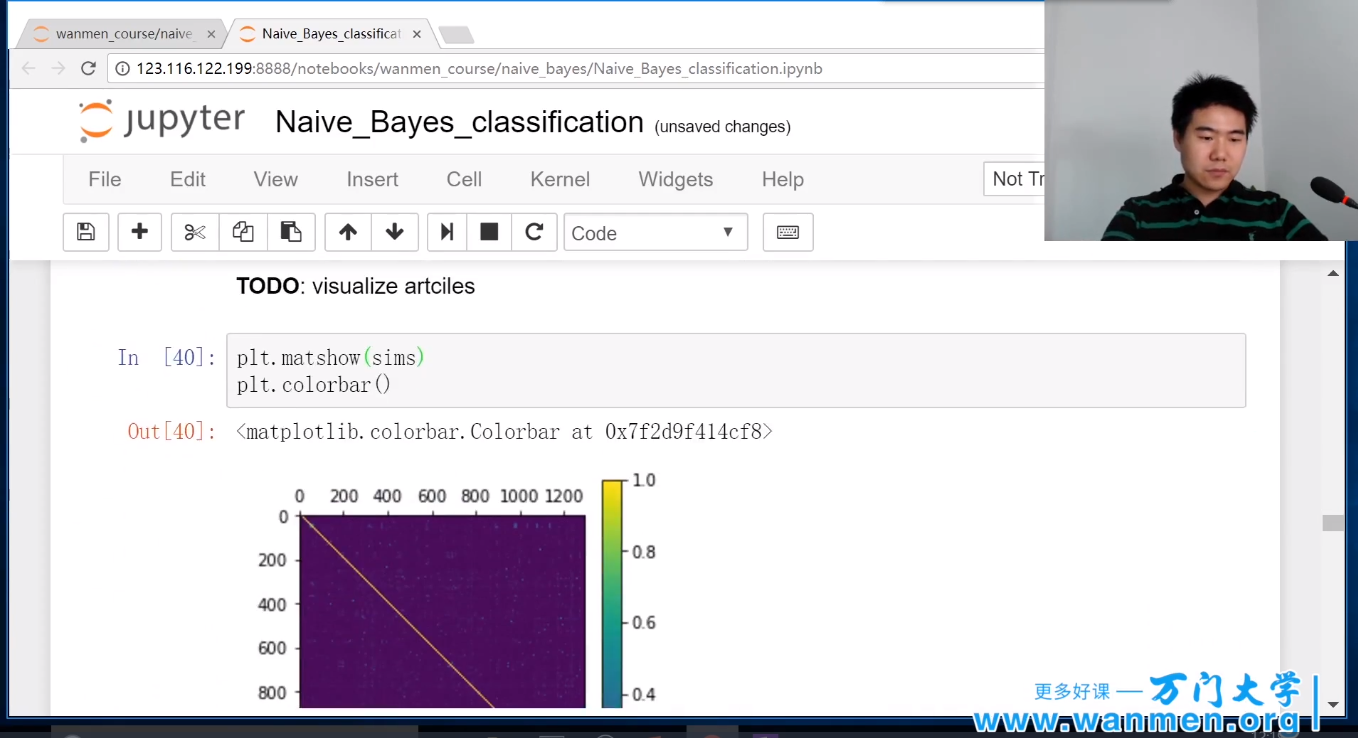 wanmen_course/naive_
Naive_Bayes_classificat
123.116.122.199:8888/notebooks/wanmen_course/naive_bayes/Naive_Bayes_classification.ipynb
jupyter Naive_Bayes_classification (unsaved changes)
File Edit View Insert Cell Kernel Widgets Help Not Tr
Code
TODO: visualize artciles
In [40]: plt.matshow(sims)
plt.colorbar()
Out[40]: <matplotlib.colorbar.Colorbar at 0x7f2d9f414cf8>
1.0
0 200 400 600 800 1000 1200
0
0.8
200
400
0.6
600
800
0.4
更多好课 — 万门大学
www.wanmen.org